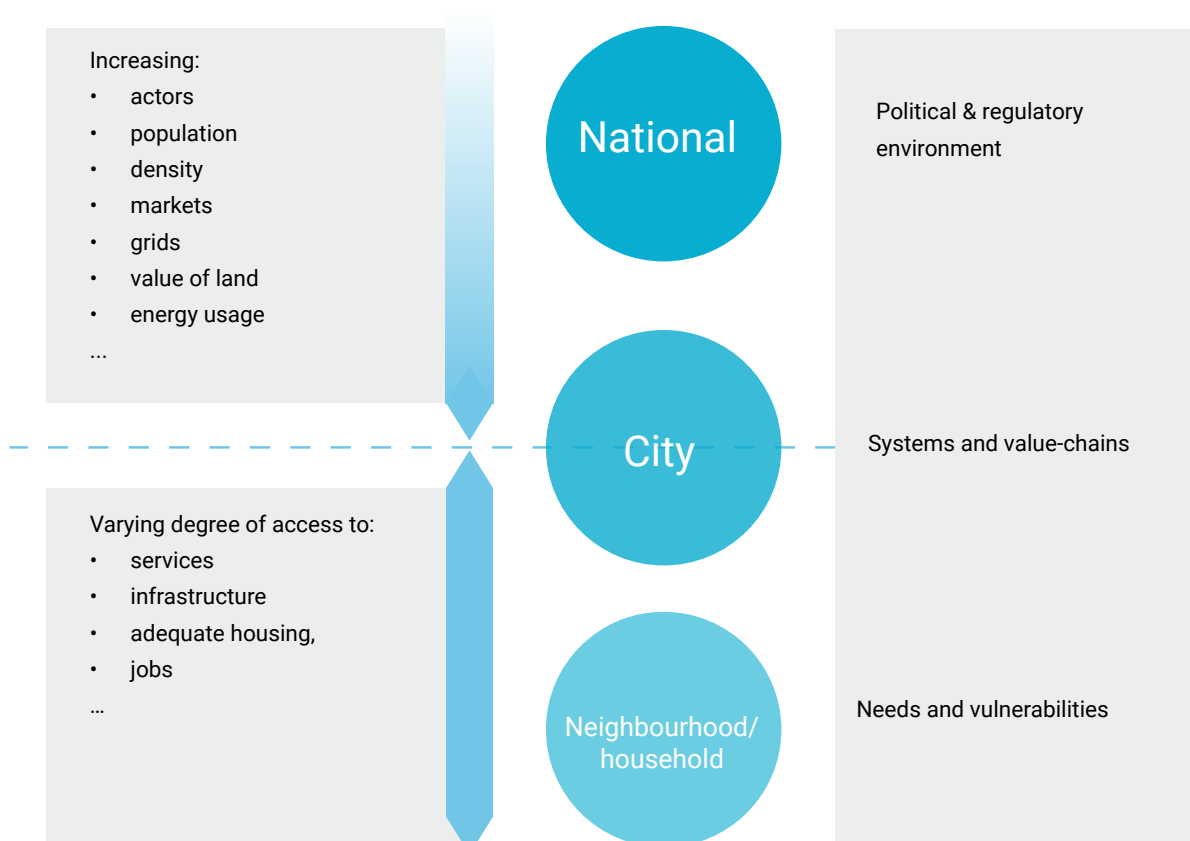 Increasing:
• actors
• population
• density
• markets
• grids
• value of land
• energy usage
...
Varying degree of access to:
• services
• infrastructure
• adequate housing,
• jobs
...
National
City
Neighbourhood/
household
Political & regulatory
environment
Systems and value-chains
Needs and vulnerabilities